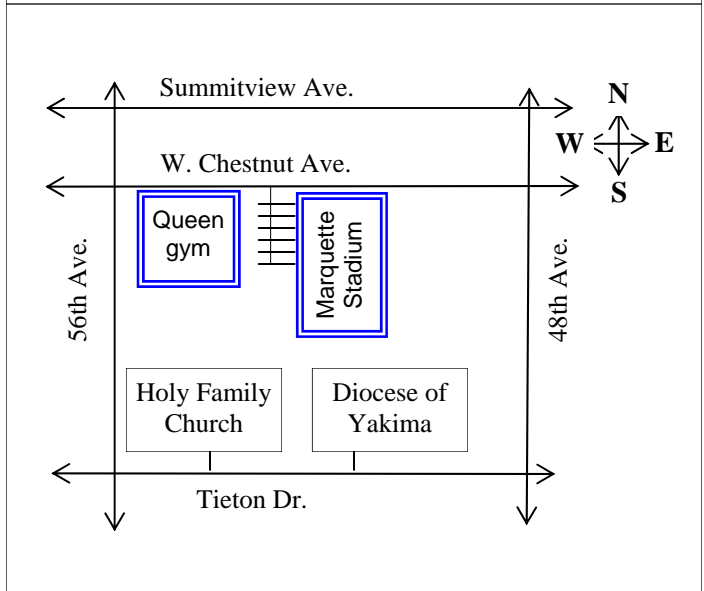 Summitview Ave.
N
W
E
S
W. Chestnut Ave.
Queen
gym
Marquette
Stadium
56th Ave.
48th Ave.
Holy Family
Church
Diocese of
Yakima
Tieton Dr.